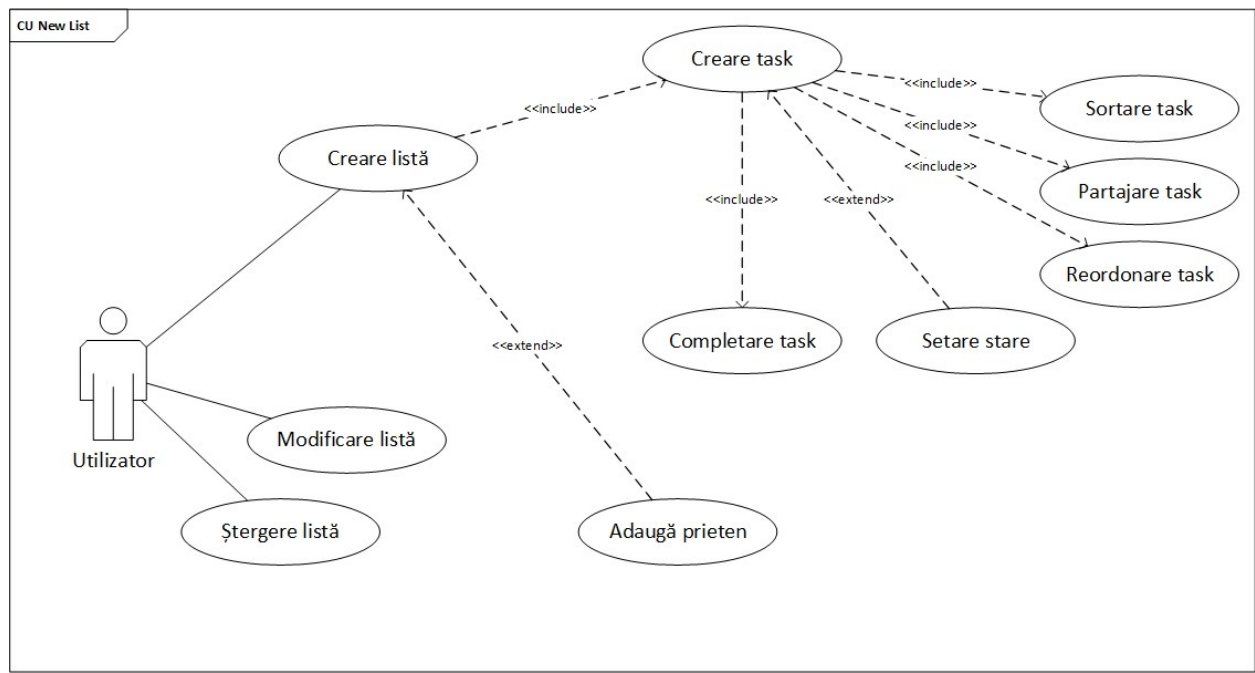 CU New List
Creare task
<<include>>
Sortare task
<<include>>
<<include>>
Creare listă
<<include>>
Partajare task
<<include>>
<<extend>>
Reordonare task
Completare task
Setare stare
<<extend>>
Modificare listă
Utilizator
Ștergere listă
Adaugă prieten